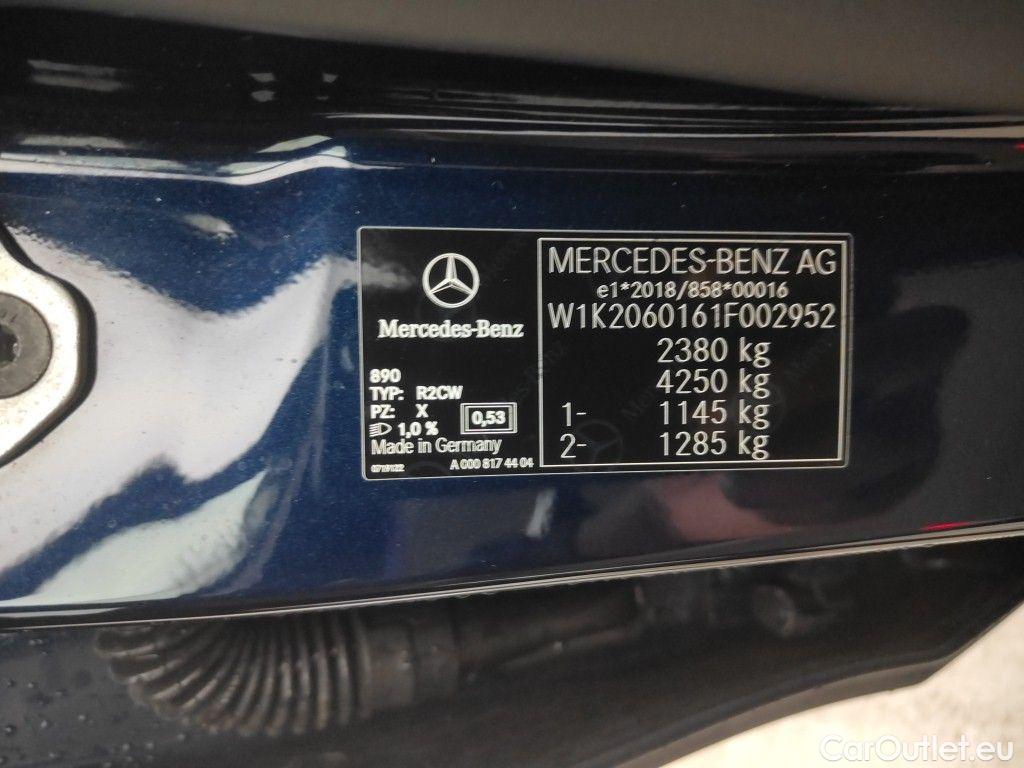 Mercedes-Benz
890
TYP: R2CW
PZ: X
1,0 %
0,53
Made in Germany
A 000 817 44 04
MERCEDES-BENZ AG
e1*2018/858*00016
W1K2060161F002952
2380 kg
4250 kg
1- 1145 kg
2- 1285 kg
CarOutlet.eu